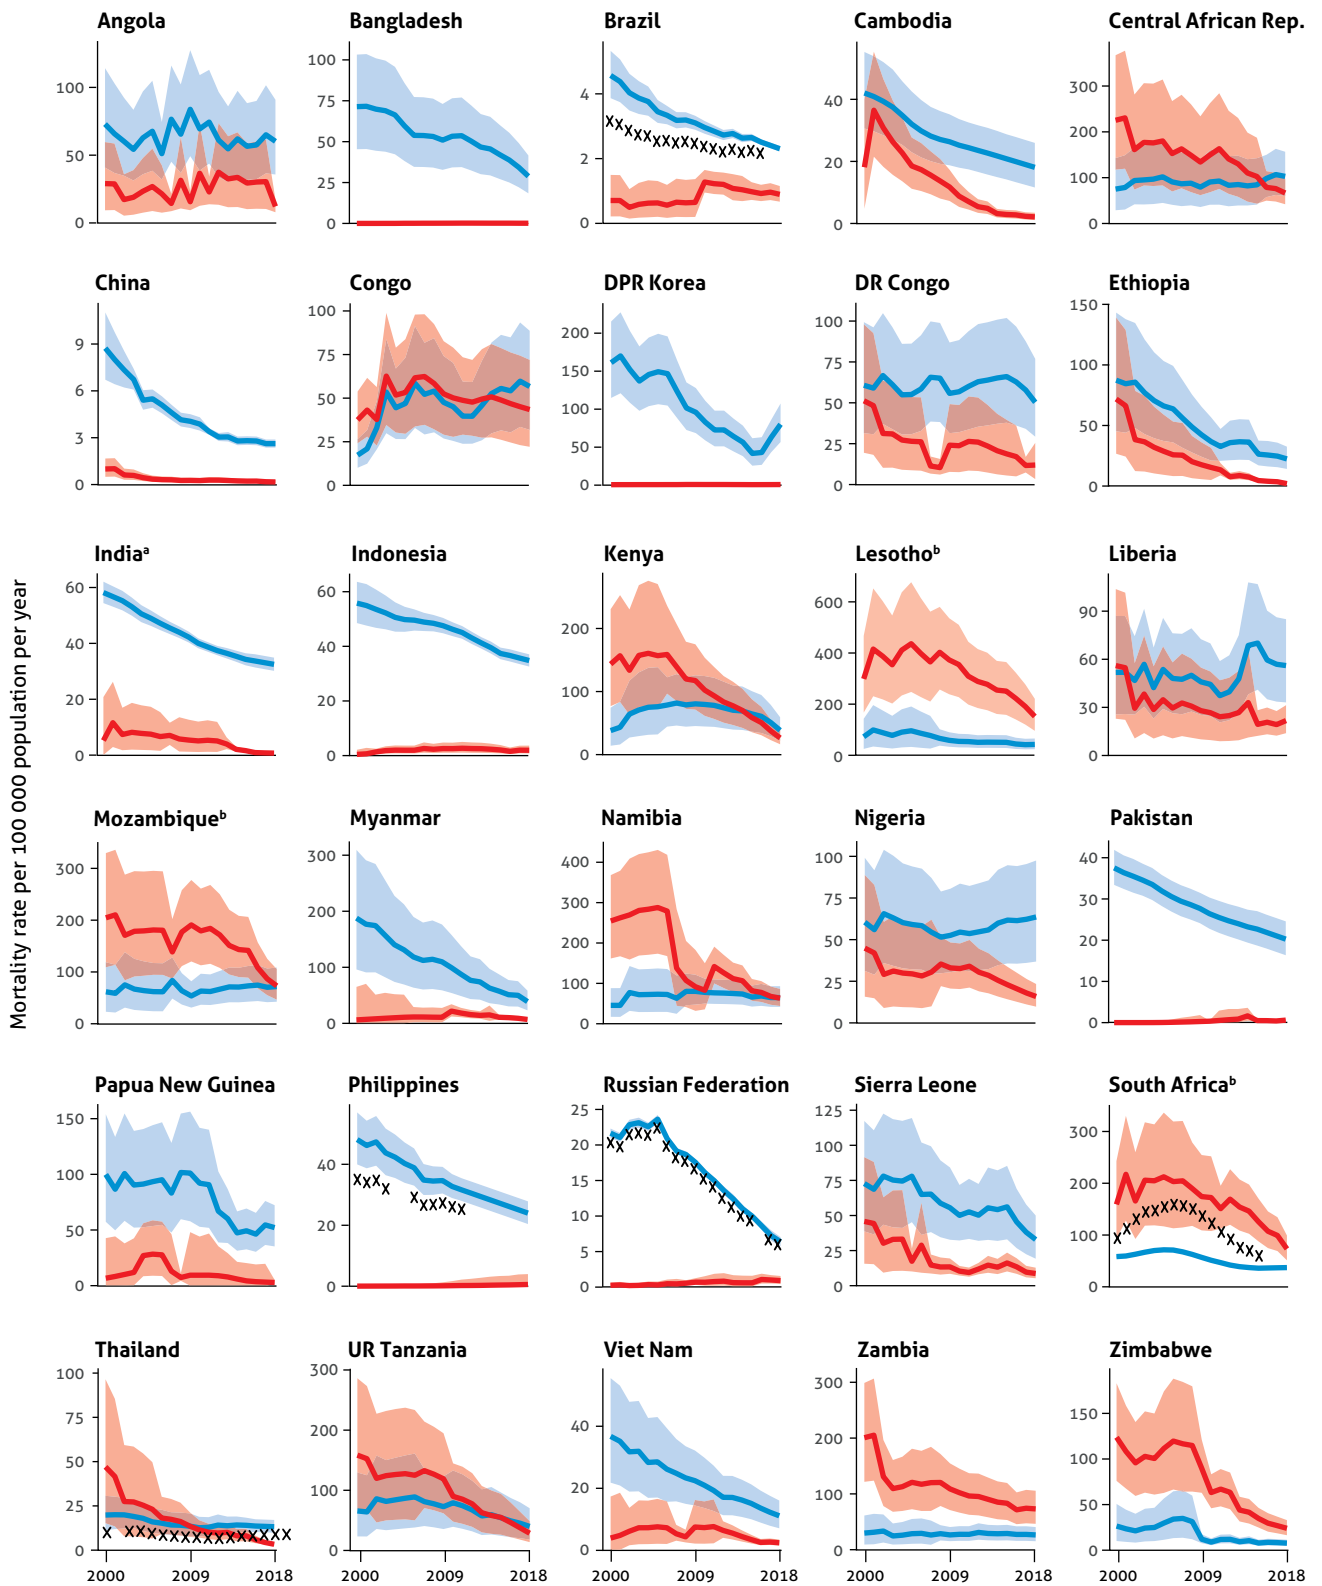 Angola Bangladesh Brazil Cambodia Central African Rep.
100 50 0
100 75 50 25 0
4 2 0
40 20 0
300 200 100 0
China Congo DPR Korea DR Congo Ethiopia
9 6 3 0
100 75 50 25 0
200 150 100 50 0
100 75 50 25 0
150 100 50 0
Mortality rate per 100 000 population per year
Indiaᵃ Indonesia Kenya Lesothoᵇ Liberia
60 40 20 0
60 40 20 0
200 100 0
600 400 200 0
90 60 30 0
Mozambiqueᵇ Myanmar Namibia Nigeria Pakistan
300 200 100 0
300 200 100 0
400 300 200 100 0
100 75 50 25 0
40 30 20 10 0
Papua New Guinea Philippines Russian Federation Sierra Leone South Africaᵇ
150 100 50 0
40 20 0
25 20 15 10 5 0
125 100 75 50 25 0
300 200 100 0
Thailand UR Tanzania Viet Nam Zambia Zimbabwe
100 75 50 25 0
300 200 100 0
40 20 0
300 200 100 0
150 100 50 0
2000 2009 2018 2000 2009 2018 2000 2009 2018 2000 2009 2018 2000 2009 2018